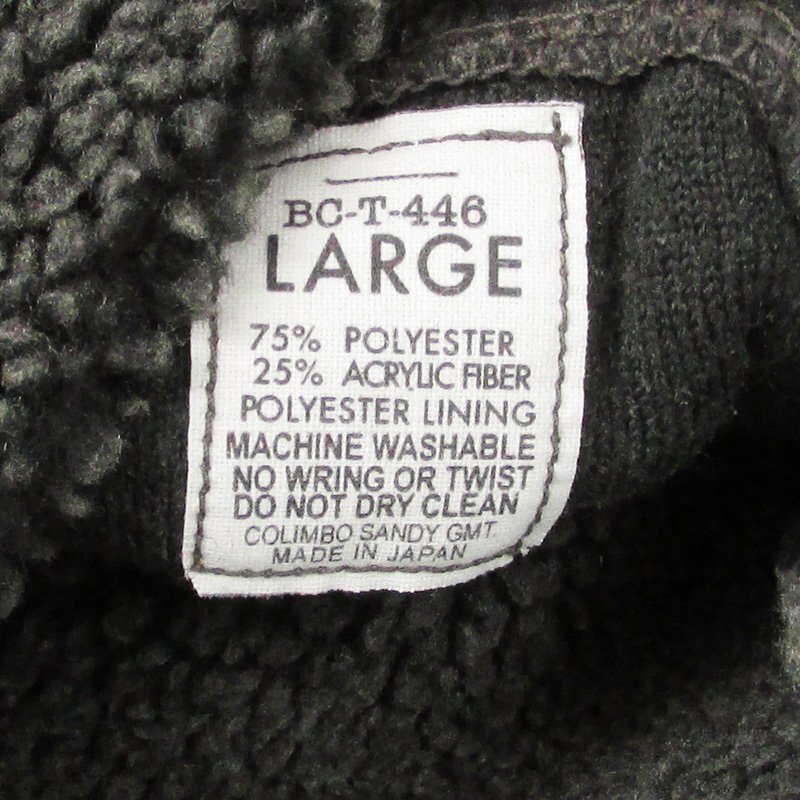 BC-T-446
LARGE
75% POLYESTER
25% ACRYLIC FIBER
POLYESTER LINING
MACHINE WASHABLE
NO WRING OR TWIST
DO NOT DRY CLEAN
COLIMBO SANDY GMT.
MADE IN JAPAN